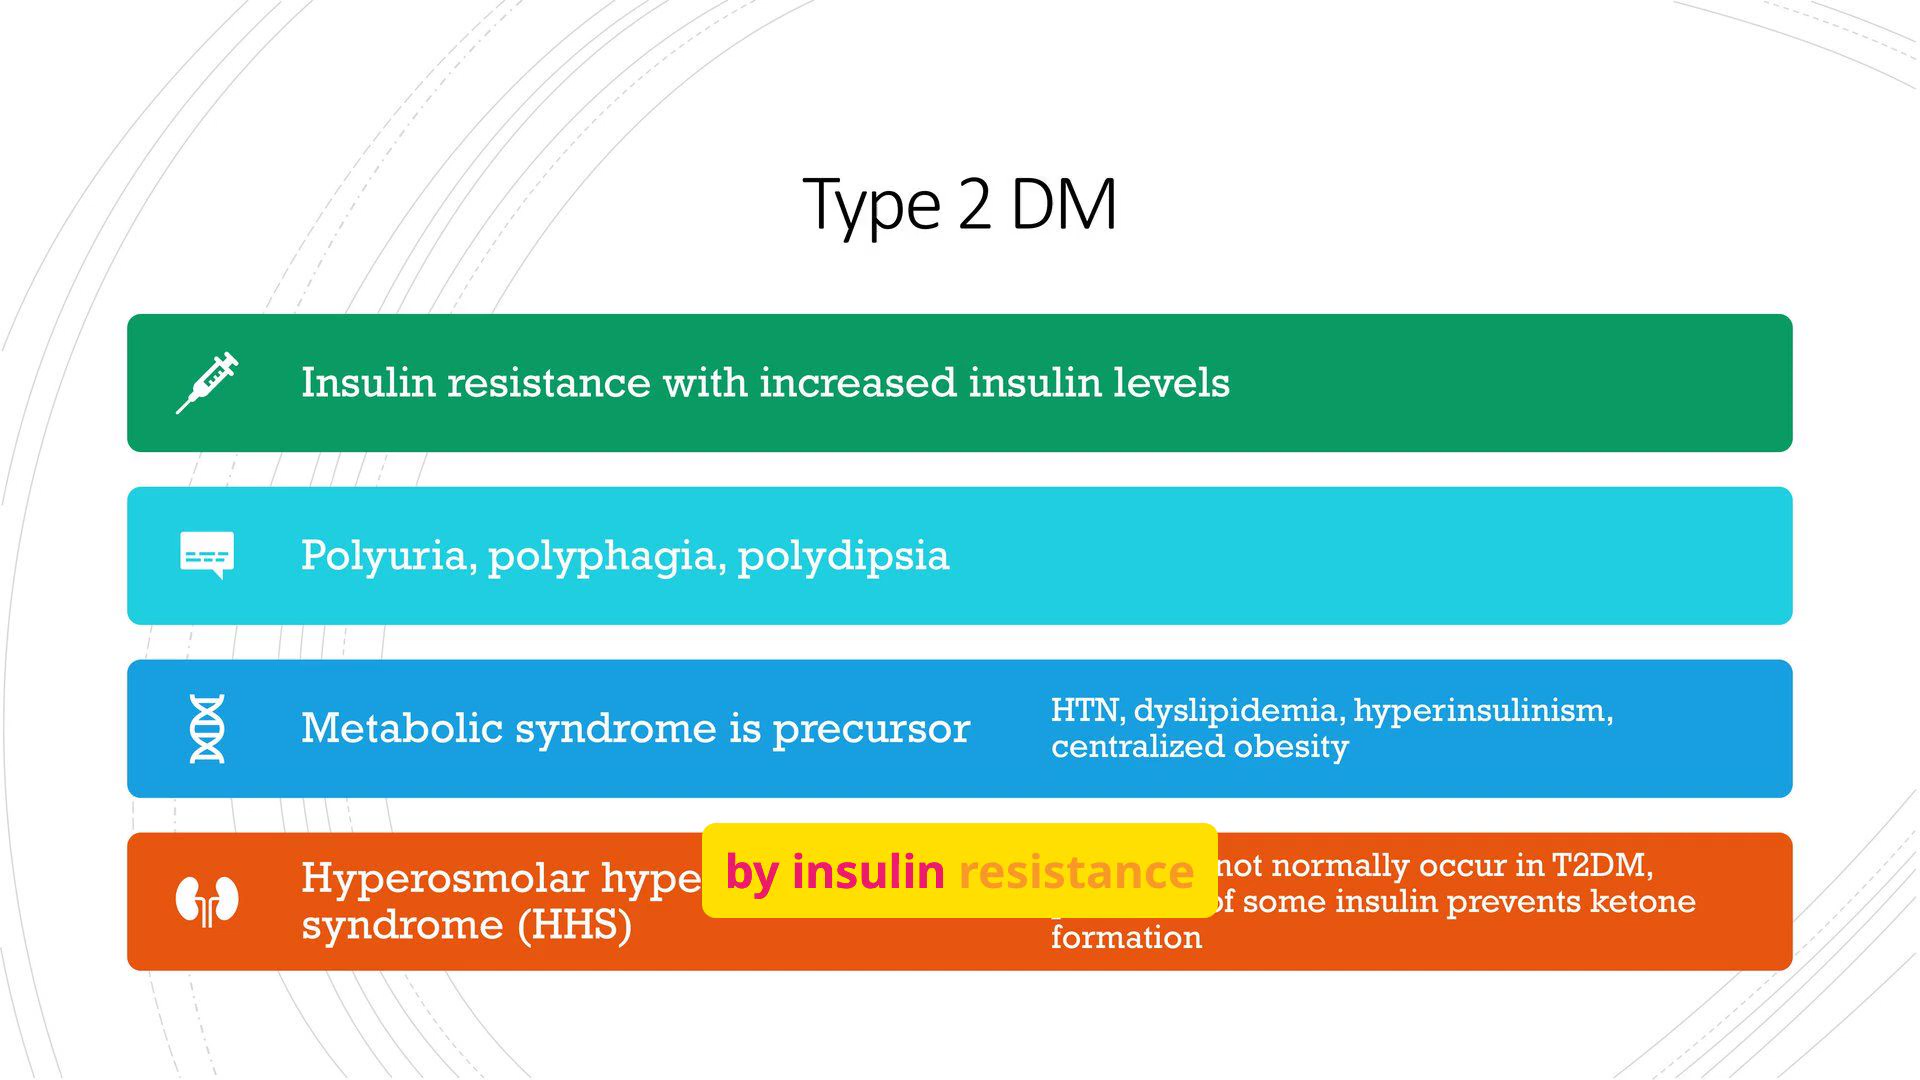 Type 2 DM
Insulin resistance with increased insulin levels
Polyuria, polyphagia, polydipsia
Metabolic syndrome is precursor
HTN, dyslipidemia, hyperinsulinism,
centralized obesity
Hyperosmolar hype
syndrome (HHS)
by insulin resistance
not normally occur in T2DM,
of some insulin prevents ketone
formation